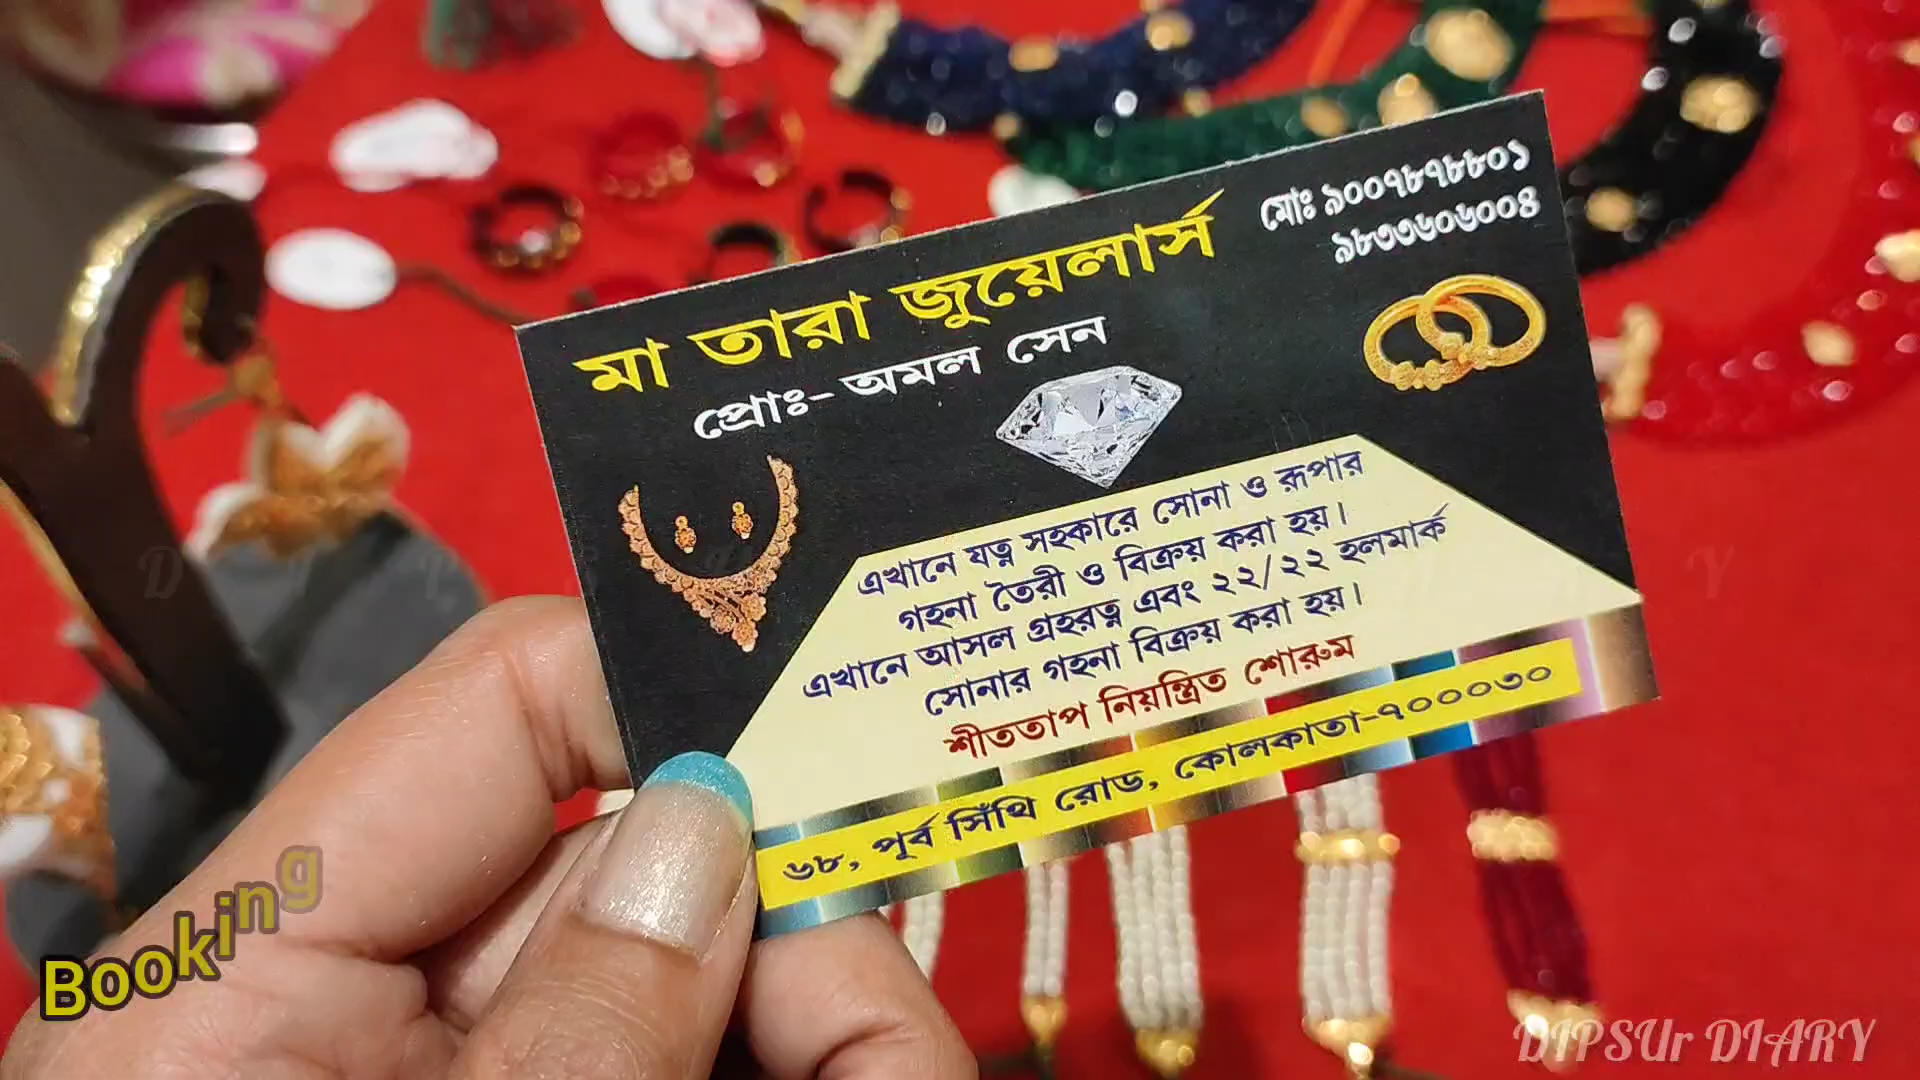 মোঃ ৯০০৭৮৭৮৮০১
৯৮৩৩৬০৬০০৪
মা তারা জুয়েলার্স
প্রোঃ- অমল সেন
এখানে যত্ন সহকারে সোনা ও রূপার
গহনা তৈরী ও বিক্রয় করা হয়।
এখানে আসল গ্রহরত্ন এবং ২২/২২ হলমার্ক
সোনার গহনা বিক্রয় করা হয়।
শীততাপ নিয়ন্ত্রিত শোরুম
৬৮, পূর্ব সিঁথি রোড, কোলকাতা-৭০০০৩০
Booking
DIPSUr DIARY